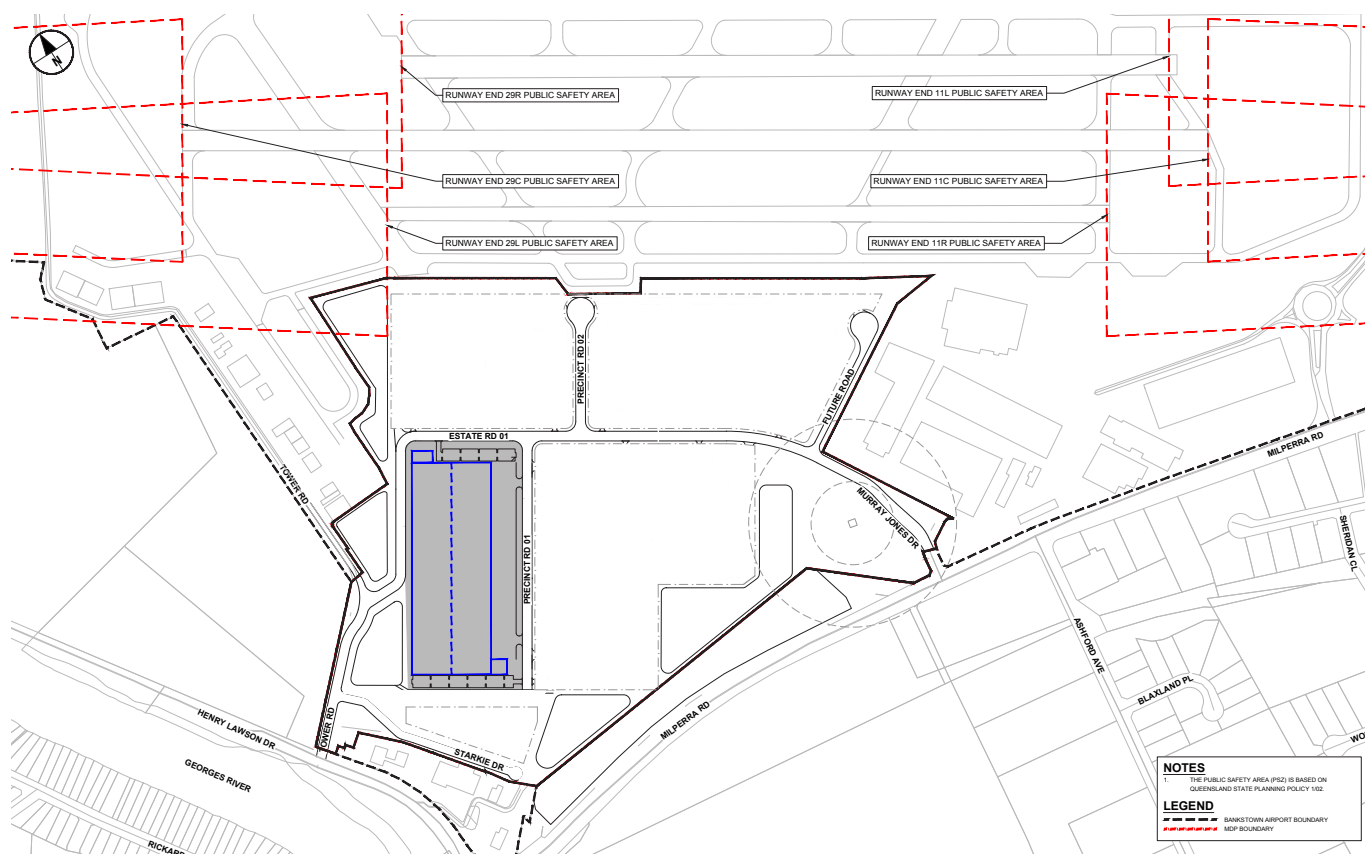 N
RUNWAY END 29R PUBLIC SAFETY AREA
RUNWAY END 11L PUBLIC SAFETY AREA
RUNWAY END 29C PUBLIC SAFETY AREA
RUNWAY END 11C PUBLIC SAFETY AREA
RUNWAY END 29L PUBLIC SAFETY AREA
RUNWAY END 11R PUBLIC SAFETY AREA
PRECINCT RD 02
FUTURE ROAD
ESTATE RD 01
TOWER RD
MILPERRA RD
MURRAY JONES DR
SHERIDAN CL
PRECINCT RD 01
ASHFORD AVE
BLAXLAND PL
HENRY LAWSON DR
OWER RD
MILPERRA RD
STARKIE DR
GEORGES RIVER
WO
RICKARD
NOTES
1. THE PUBLIC SAFETY AREA (PSZ) IS BASED ON
QUEENSLAND STATE PLANNING POLICY 1/02.
LEGEND
BANKSTOWN AIRPORT BOUNDARY
MDP BOUNDARY